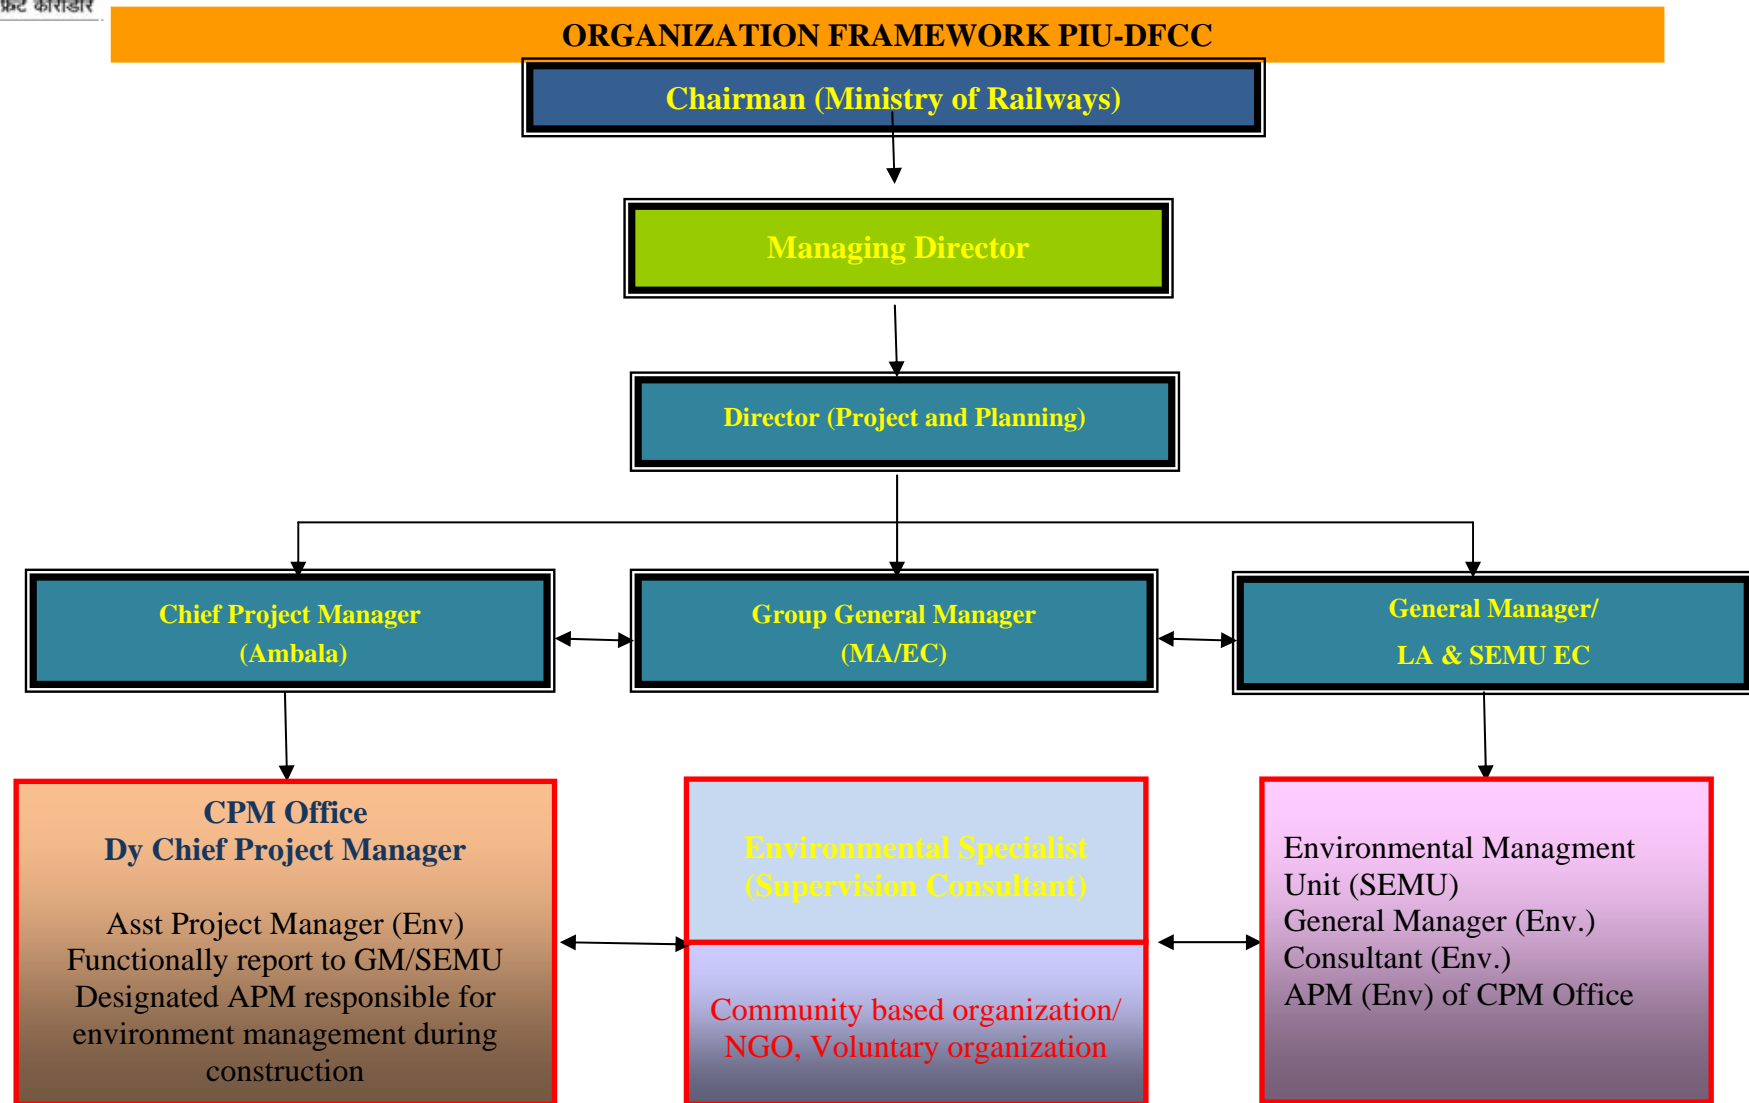 फ्रेट कोरीडोर
ORGANIZATION FRAMEWORK PIU-DFCC
Chairman (Ministry of Railways)
Managing Director
Director (Project and Planning)
Chief Project Manager
(Ambala)
Group General Manager
(MA/EC)
General Manager/
LA & SEMU EC
CPM Office
Dy Chief Project Manager
Asst Project Manager (Env)
Functionally report to GM/SEMU
Designated APM responsible for
environment management during
construction
Environmental Specialist
(Supervision Consultant)
Community based organization/
NGO, Voluntary organization
Environmental Managment
Unit (SEMU)
General Manager (Env.)
Consultant (Env.)
APM (Env) of CPM Office